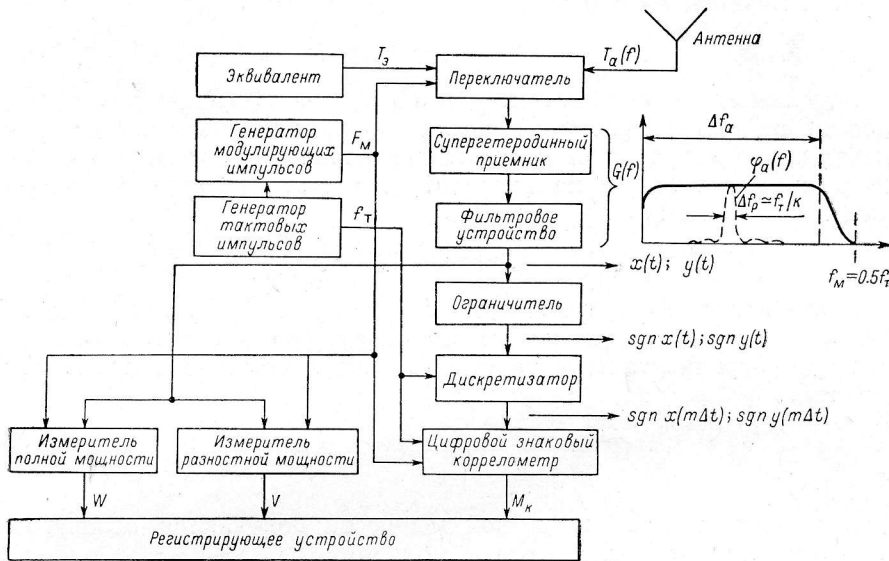 Антенна
T_э
T_a(f)
Эквивалент
Переключатель
Генератор
модулирующих
импульсов
F_м
Супергетеродинный
приемник
G(f)
Δf_a
φ_a(f)
Δf_p ≃ f_т/к
Генератор
тактовых
импульсов
f_т
Фильтровое
устройство
x(t); y(t)
f_м=0.5f_т
Ограничитель
sgn x(t); sgn y(t)
Дискретизатор
sgn x(mΔt); sgn y(mΔt)
Измеритель
полной мощности
Измеритель
разностной мощности
Цифровой знаковый
коррелометр
W
V
M_к
Регистрирующее устройство